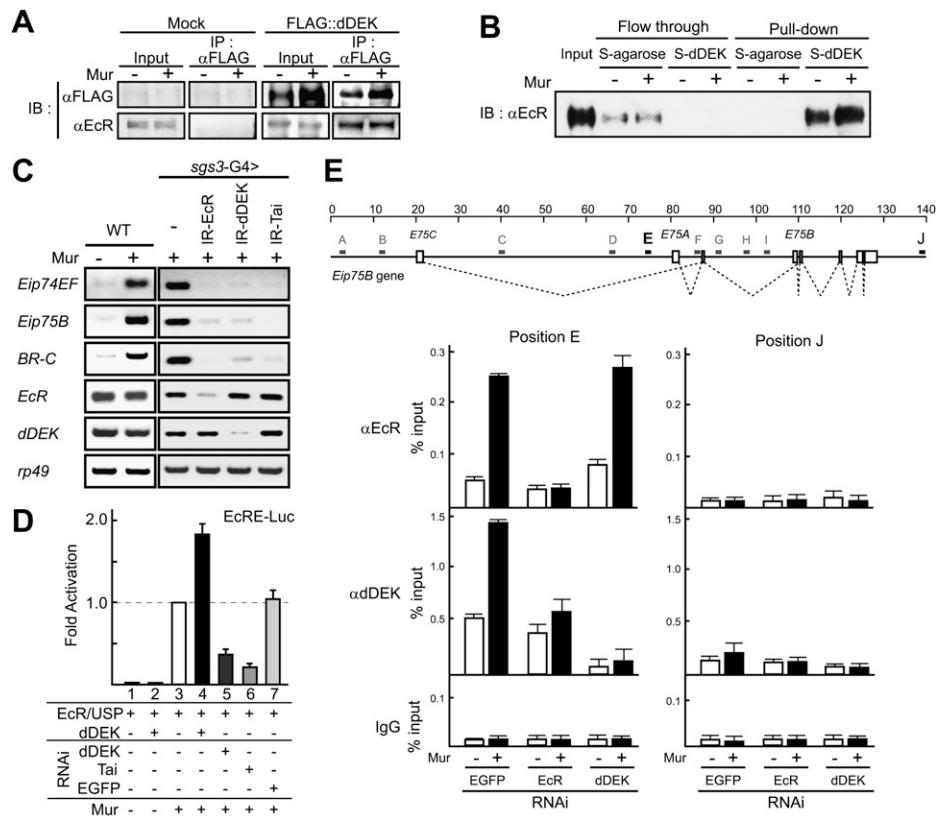 A
Mock
FLAG::dDEK
Input
IP :
αFLAG
Input
IP :
αFLAG
Mur
- + - + - + - +
IB :
αFLAG
αEcR
B
Flow through
Pull-down
Input
S-agarose
S-dDEK
S-agarose
S-dDEK
Mur
- + - + - + - +
IB : αEcR
C
sgs3-G4>
WT
-
IR-EcR
IR-dDEK
IR-Tai
Mur
- + + + + +
Eip74EF
Eip75B
BR-C
EcR
dDEK
rp49
D
EcRE-Luc
Fold Activation
2.0
1.0
1 2 3 4 5 6 7
EcR/USP + + + + + + +
dDEK - + - + - - -
RNAi
dDEK - - - - + - -
Tai - - - - - + -
EGFP - - - - - - +
Mur - - + + + + +
E
0 10 20 30 40 50 60 70 80 90 100 110 120 130 140
E75C
E75A
E75B
A B C D E F G H I J
Eip75B gene
Position E
Position J
αEcR
% input
0.3
0.1
0.3
0.1
αdDEK
% input
1.5
1.0
0.5
1.5
1.0
0.5
IgG
% input
0.1
0.1
Mur - + - + - +
EGFP EcR dDEK
RNAi
Mur - + - + - +
EGFP EcR dDEK
RNAi